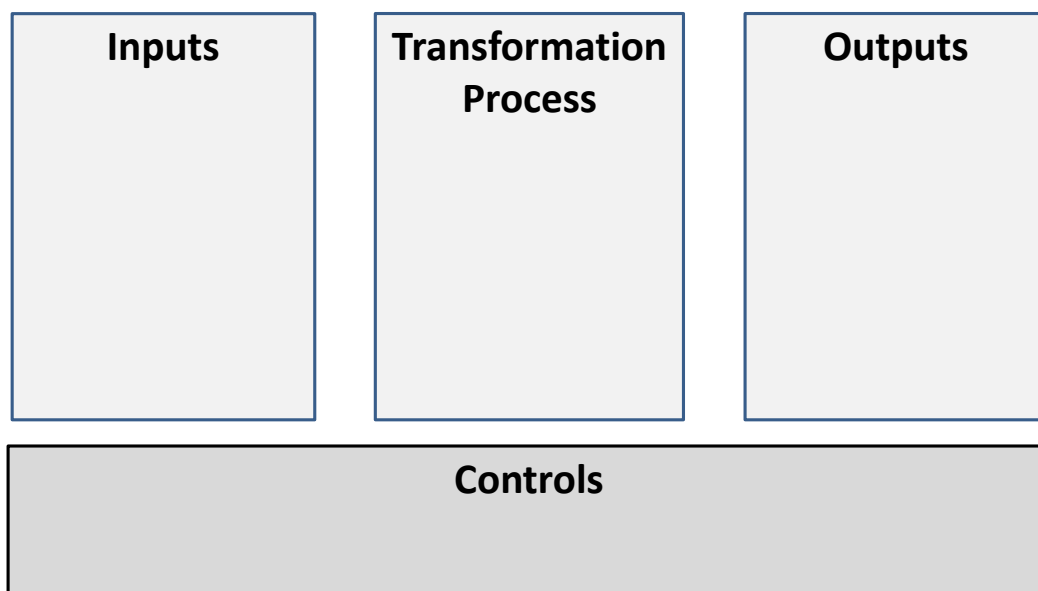 Inputs
Transformation
Process
Outputs
Controls